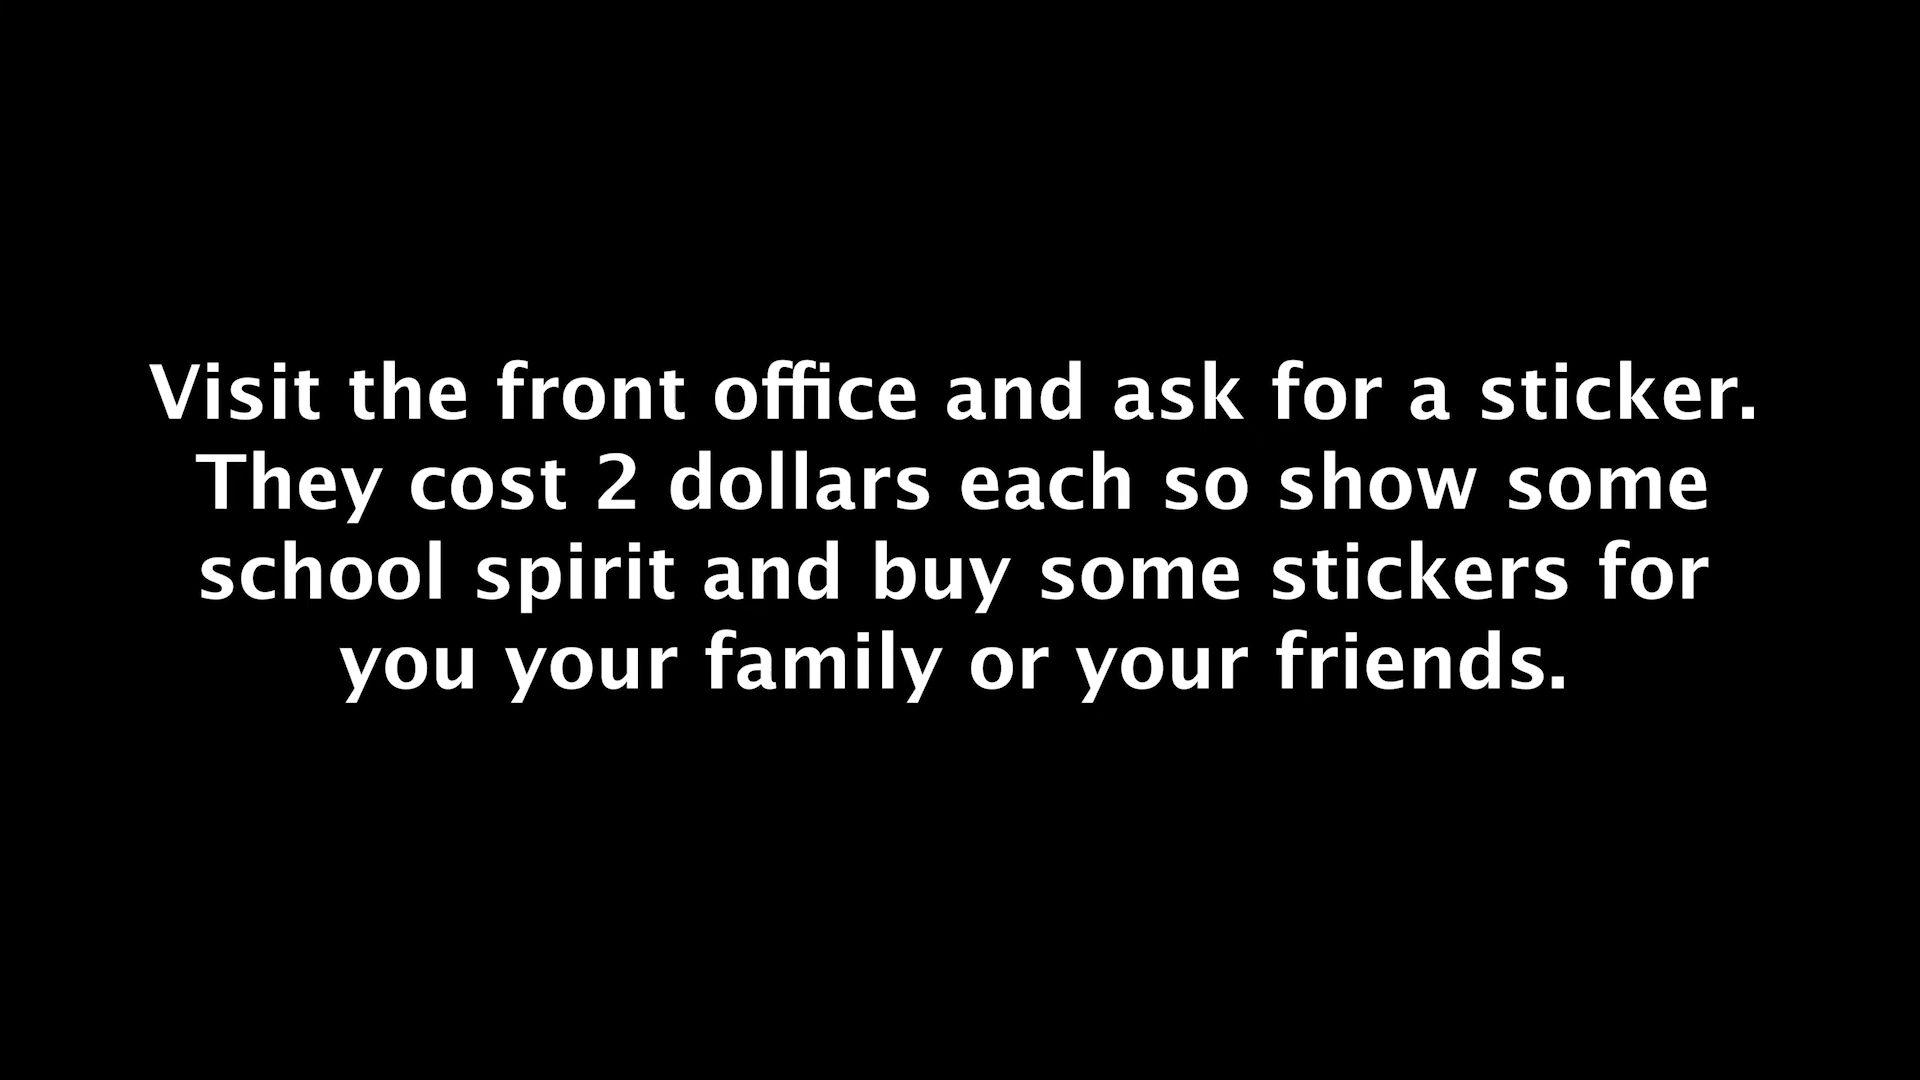 Visit the front office and ask for a sticker.
They cost 2 dollars each so show some
school spirit and buy some stickers for
you your family or your friends.